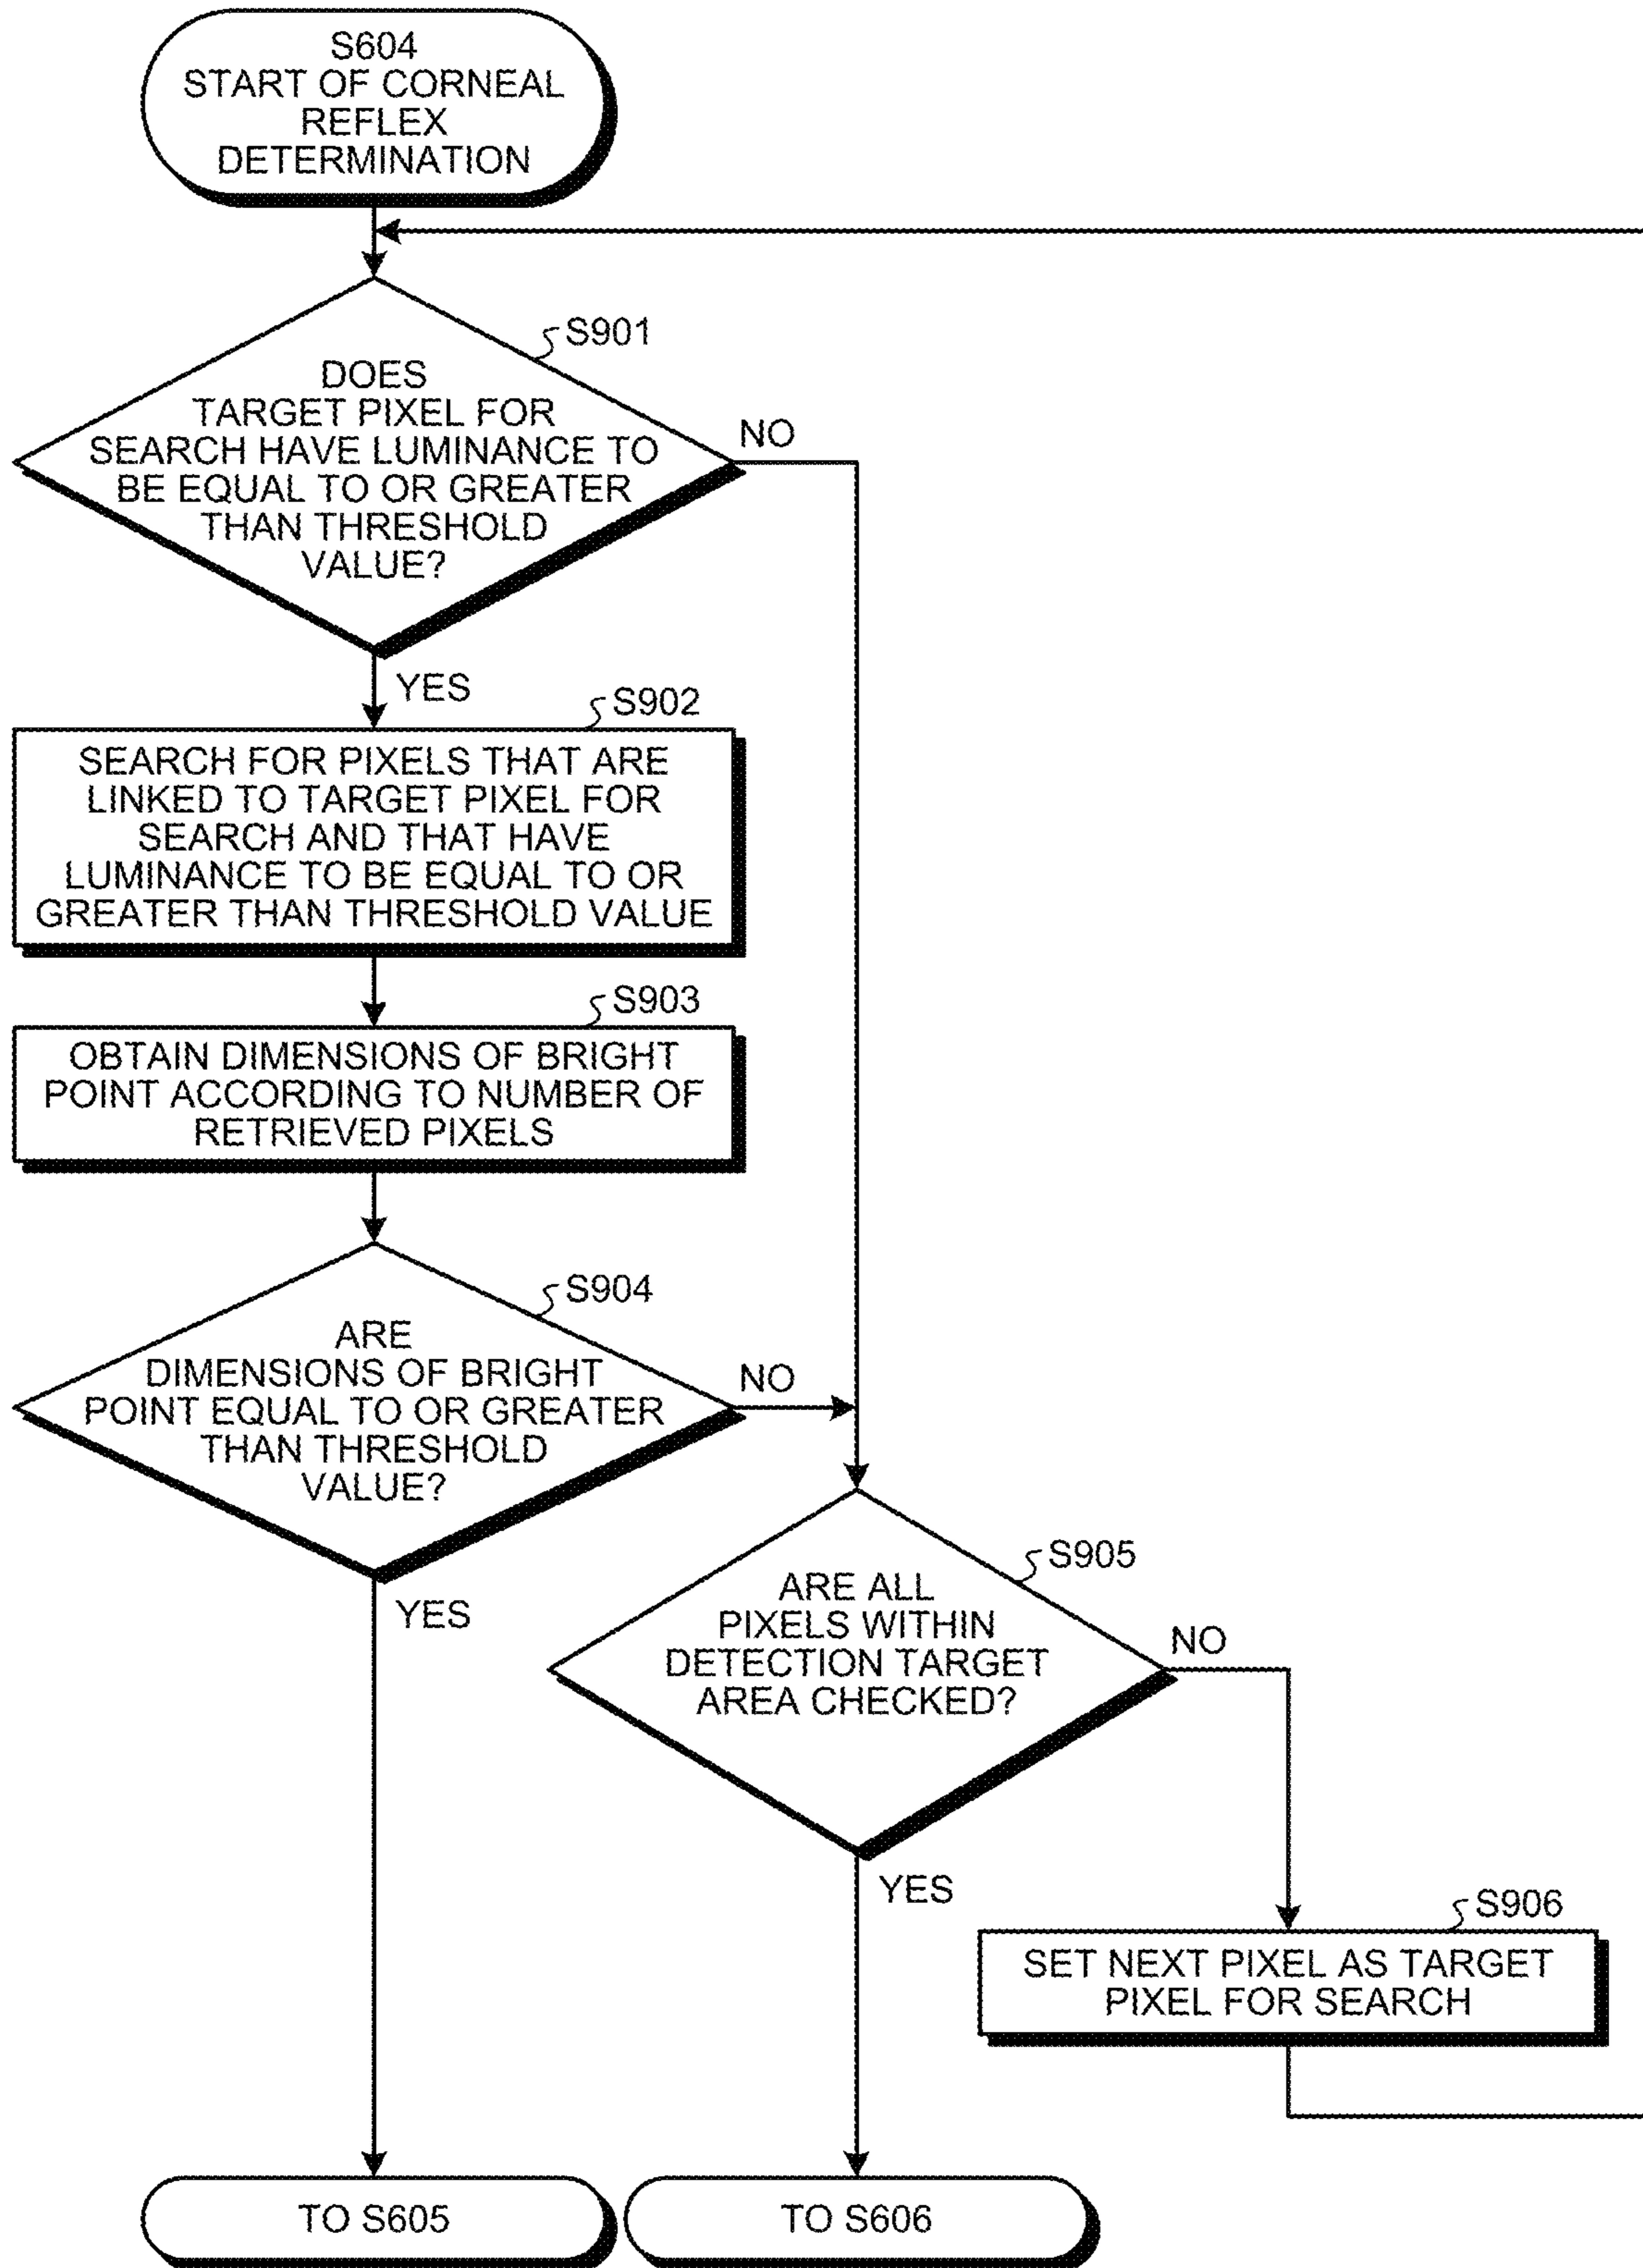 S604
START OF CORNEAL
REFLEX
DETERMINATION
S901
DOES
TARGET PIXEL FOR
SEARCH HAVE LUMINANCE TO
BE EQUAL TO OR GREATER
THAN THRESHOLD
VALUE?
NO
YES
S902
SEARCH FOR PIXELS THAT ARE
LINKED TO TARGET PIXEL FOR
SEARCH AND THAT HAVE
LUMINANCE TO BE EQUAL TO OR
GREATER THAN THRESHOLD VALUE
S903
OBTAIN DIMENSIONS OF BRIGHT
POINT ACCORDING TO NUMBER OF
RETRIEVED PIXELS
S904
ARE
DIMENSIONS OF BRIGHT
POINT EQUAL TO OR GREATER
THAN THRESHOLD
VALUE?
NO
YES
S905
ARE ALL
PIXELS WITHIN
DETECTION TARGET
AREA CHECKED?
NO
YES
S906
SET NEXT PIXEL AS TARGET
PIXEL FOR SEARCH
TO S605
TO S606